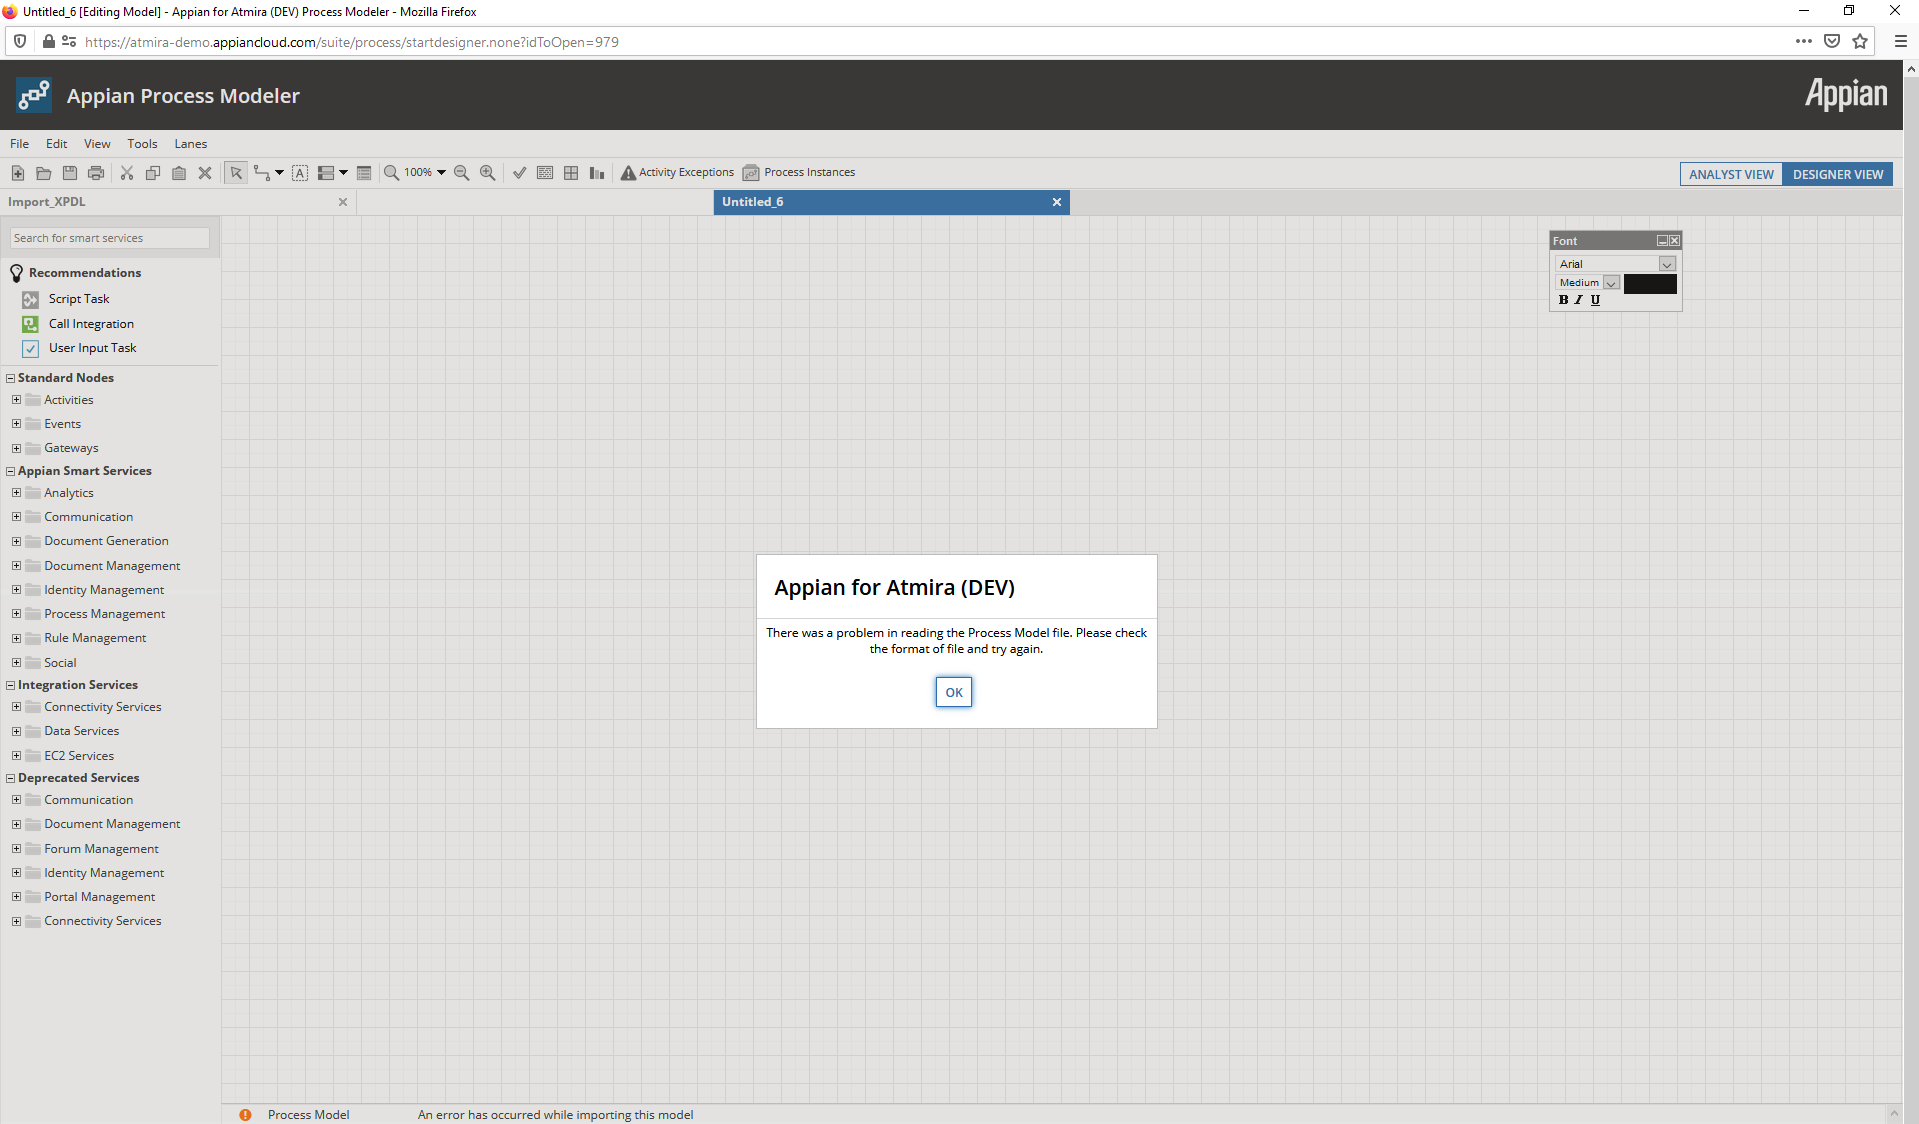 Untitled_6 [Editing Model] - Appian for Atmira (DEV) Process Modeler - Mozilla Firefox
https://atmira-demo.appiancloud.com/suite/process/startdesigner.none?idToOpen=979
Appian Process Modeler
Appian
File Edit View Tools Lanes
A 100% Activity Exceptions Process Instances
ANALYST VIEW DESIGNER VIEW
Import_XPDL Untitled_6
Search for smart services
Recommendations
Script Task
Call Integration
User Input Task
Standard Nodes
Activities
Events
Gateways
Appian Smart Services
Analytics
Communication
Document Generation
Document Management
Identity Management
Process Management
Rule Management
Social
Integration Services
Connectivity Services
Data Services
EC2 Services
Deprecated Services
Communication
Document Management
Forum Management
Identity Management
Portal Management
Connectivity Services
Font
Arial
Medium
B I U
Appian for Atmira (DEV)
There was a problem in reading the Process Model file. Please check
the format of file and try again.
OK
Process Model An error has occurred while importing this model